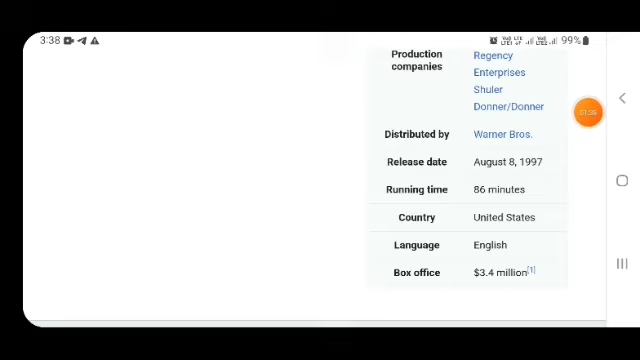 3:38
99%
Production companies
Regency
Enterprises
Shuler
Donner/Donner
Distributed by Warner Bros.
Release date August 8, 1997
Running time 86 minutes
Country United States
Language English
Box office $3.4 million[1]